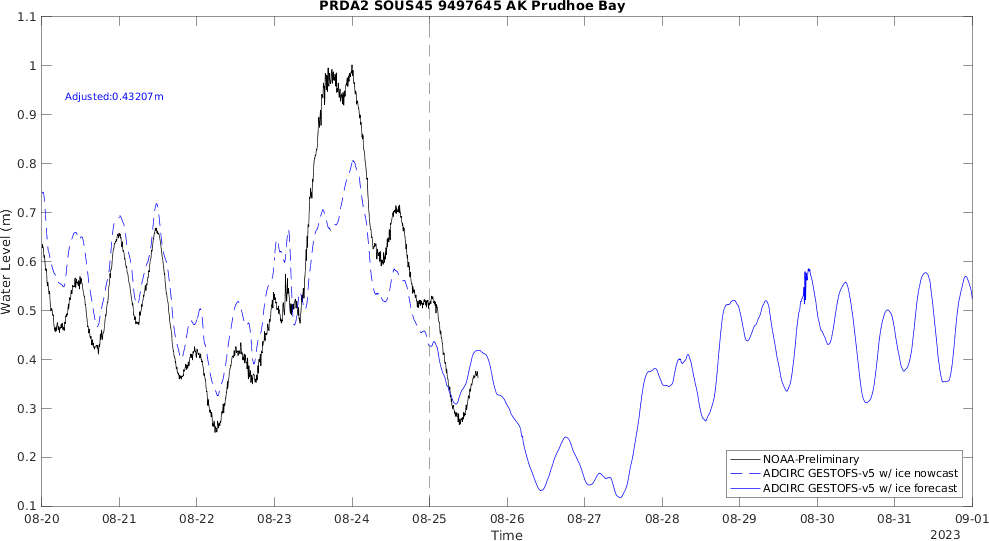 PRDA2 SOUS45 9497645 AK Prudhoe Bay
1.1
1
0.9
0.8
0.7
0.6
0.5
0.4
0.3
0.2
0.1
Water Level (m)
Adjusted:0.43207m
NOAA-Preliminary
ADCIRC GESTOFS-v5 w/ ice nowcast
ADCIRC GESTOFS-v5 w/ ice forecast
08-20 08-21 08-22 08-23 08-24 08-25 08-26 08-27 08-28 08-29 08-30 08-31 09-01
Time
2023